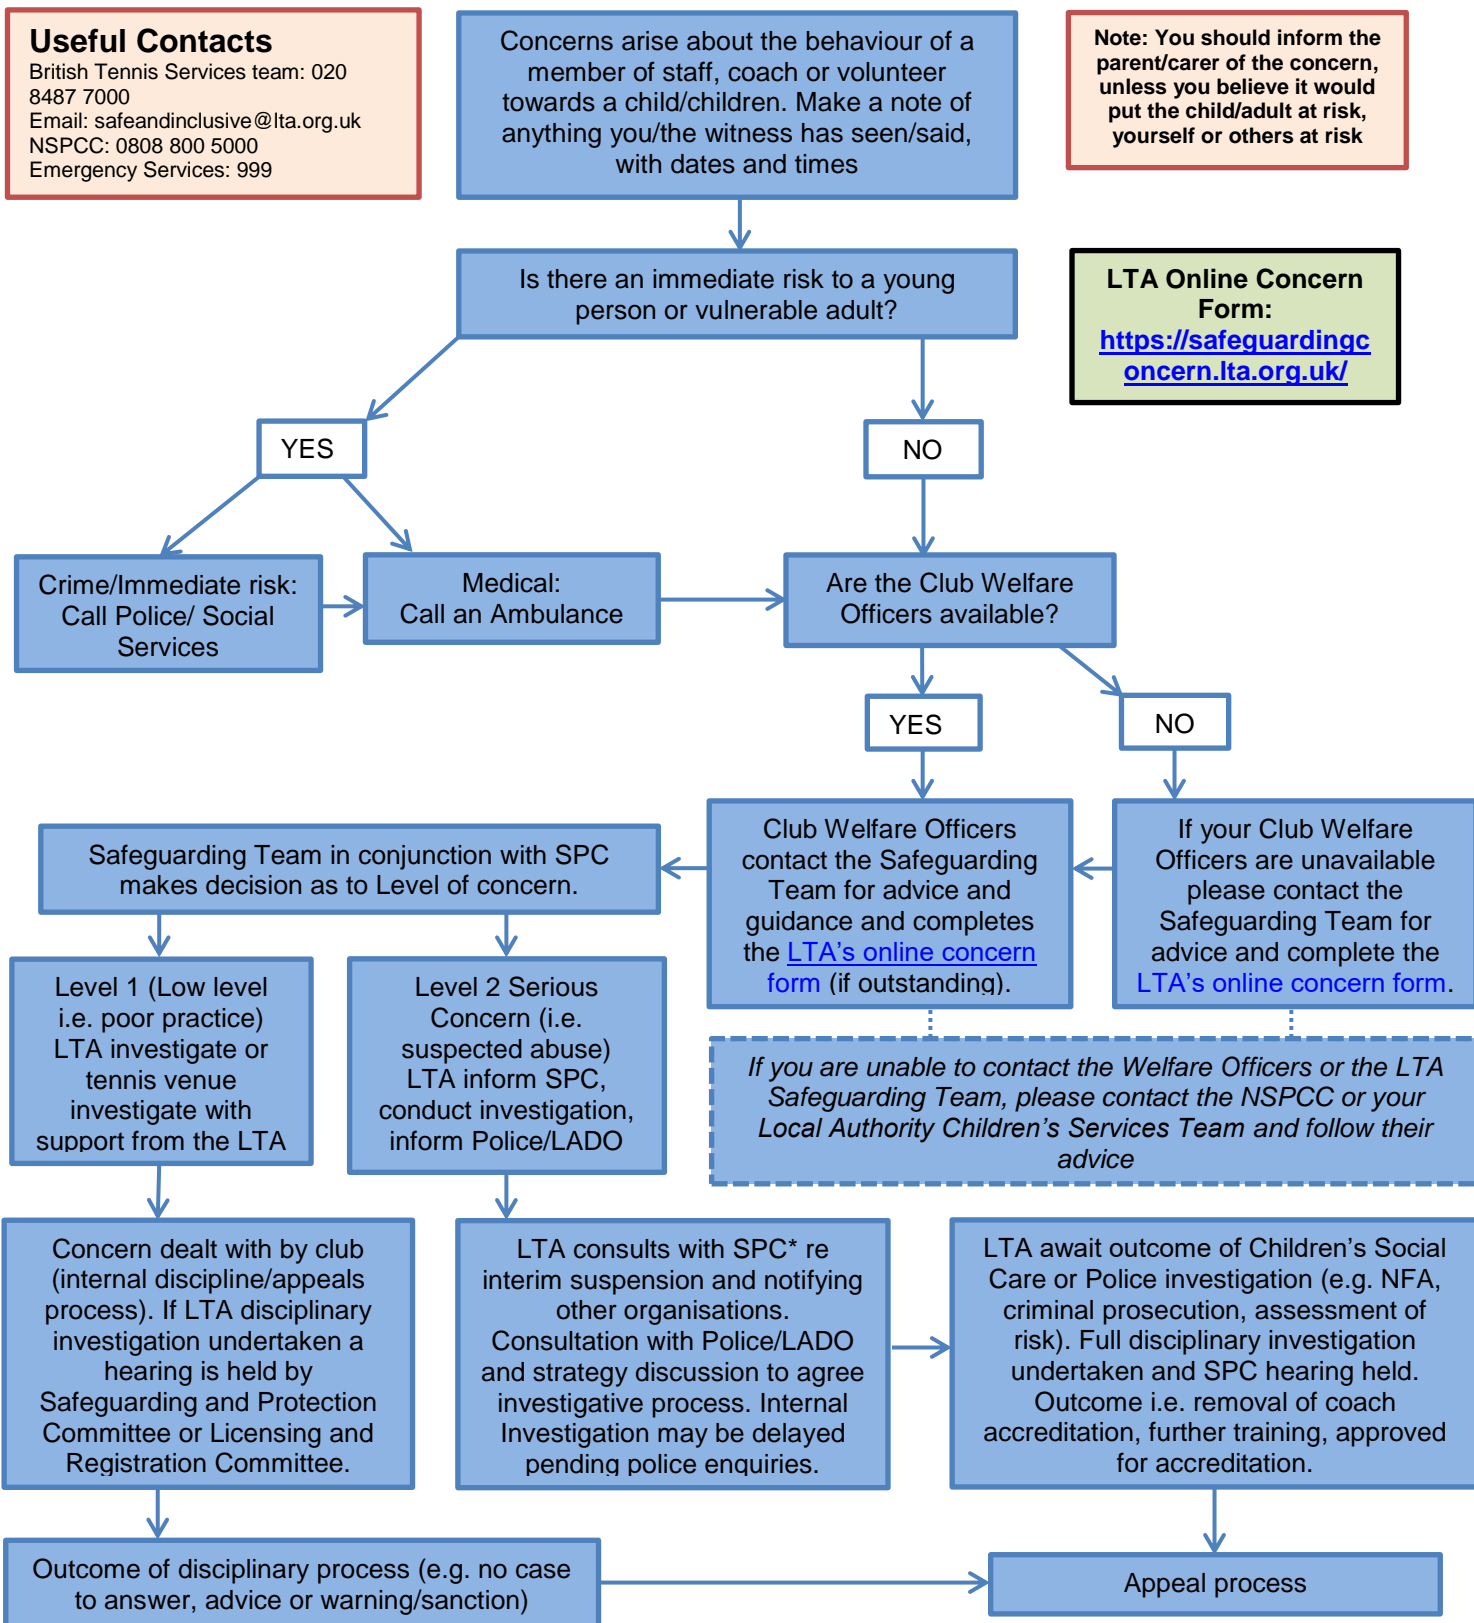 Useful Contacts
British Tennis Services team: 020
8487 7000
Email: safeandinclusive@lta.org.uk
NSPCC: 0808 800 5000
Emergency Services: 999
Concerns arise about the behaviour of a
member of staff, coach or volunteer
towards a child/children. Make a note of
anything you/the witness has seen/said,
with dates and times
Note: You should inform the
parent/carer of the concern,
unless you believe it would
put the child/adult at risk,
yourself or others at risk
Is there an immediate risk to a young
person or vulnerable adult?
LTA Online Concern
Form:
https://safeguardingc
oncern.lta.org.uk/
YES
NO
Crime/Immediate risk:
Call Police/ Social
Services
Medical:
Call an Ambulance
Are the Club Welfare
Officers available?
YES
NO
Safeguarding Team in conjunction with SPC
makes decision as to Level of concern.
Club Welfare Officers
contact the Safeguarding
Team for advice and
guidance and completes
the LTA's online concern
form (if outstanding).
If your Club Welfare
Officers are unavailable
please contact the
Safeguarding Team for
advice and complete the
LTA's online concern form.
Level 1 (Low level
i.e. poor practice)
LTA investigate or
tennis venue
investigate with
support from the LTA
Level 2 Serious
Concern (i.e.
suspected abuse)
LTA inform SPC,
conduct investigation,
inform Police/LADO
If you are unable to contact the Welfare Officers or the LTA
Safeguarding Team, please contact the NSPCC or your
Local Authority Children's Services Team and follow their
advice
Concern dealt with by club
(internal discipline/appeals
process). If LTA disciplinary
investigation undertaken a
hearing is held by
Safeguarding and Protection
Committee or Licensing and
Registration Committee.
LTA consults with SPC* re
interim suspension and notifying
other organisations.
Consultation with Police/LADO
and strategy discussion to agree
investigative process. Internal
Investigation may be delayed
pending police enquiries.
LTA await outcome of Children's Social
Care or Police investigation (e.g. NFA,
criminal prosecution, assessment of
risk). Full disciplinary investigation
undertaken and SPC hearing held.
Outcome i.e. removal of coach
accreditation, further training, approved
for accreditation.
Outcome of disciplinary process (e.g. no case
to answer, advice or warning/sanction)
Appeal process